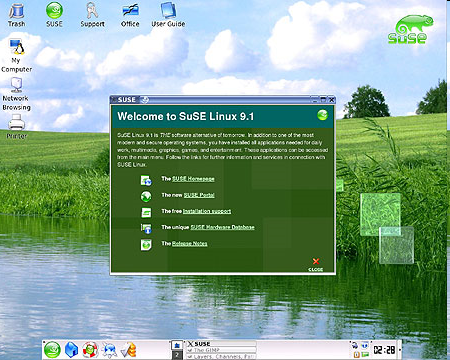 Trash
SUSE
Support
Office
User Guide
SuSE
My
Computer
Network
Browsing
Printer
SUSE
Welcome to SuSE Linux 9.1
SUSE Linux 9.1 is THE software alternative of tomorrow. In addition to one of the most
modern and secure operating systems, you have installed all applications needed for daily
work, multimedia, graphics, games, and entertainment. These applications can be accessed
from the main menu. Follow the links for further information and services in connection with
SUSE Linux.
The SUSE Homepage
The new SUSE Portal
The free Installation support
The unique SUSE Hardware Database
The Release Notes
CLOSE
2
X SUSE
The GIMP
Layers, Channels,
02:28